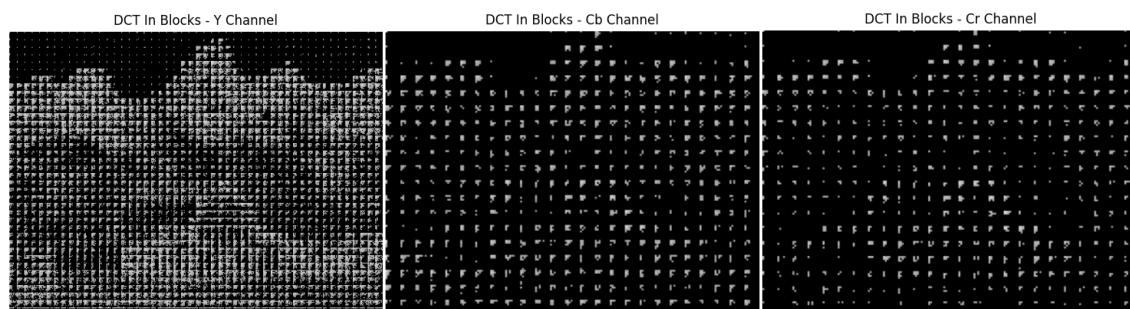 DCT In Blocks - Y Channel
DCT In Blocks - Cb Channel
DCT In Blocks - Cr Channel